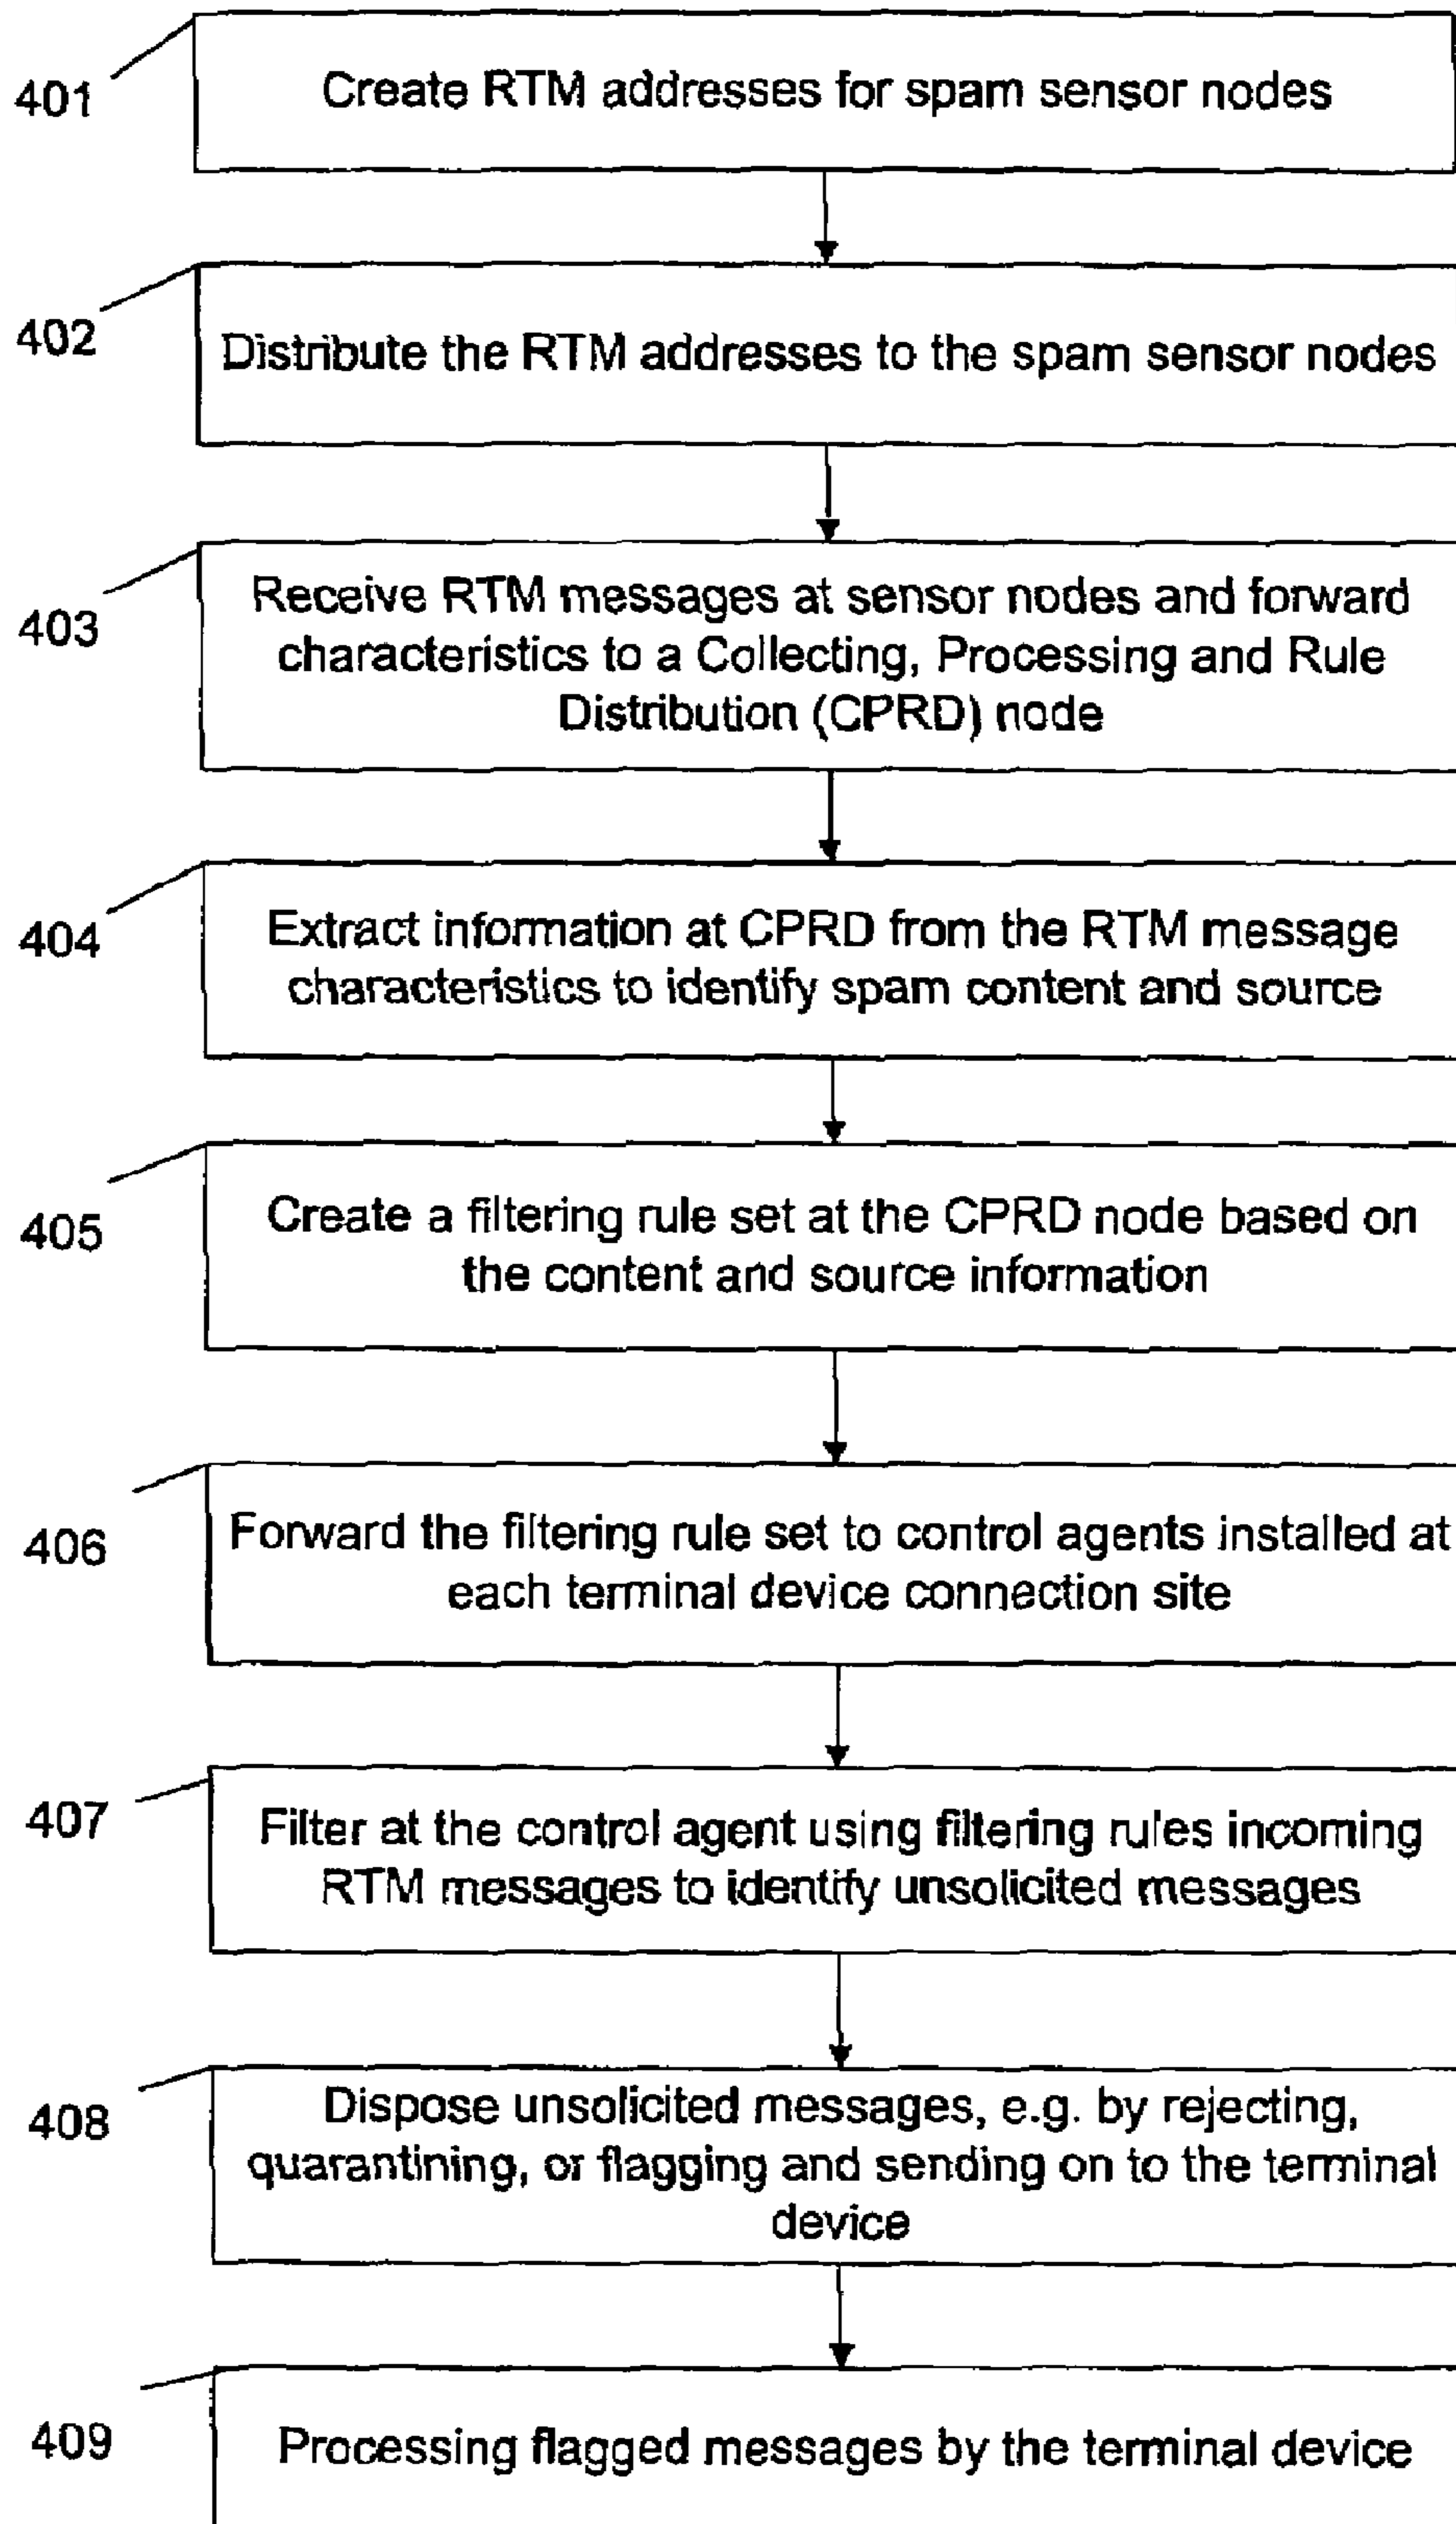 401
Create RTM addresses for spam sensor nodes
402
Distribute the RTM addresses to the spam sensor nodes
403
Receive RTM messages at sensor nodes and forward
characteristics to a Collecting, Processing and Rule
Distribution (CPRD) node
404
Extract information at CPRD from the RTM message
characteristics to identify spam content and source
405
Create a filtering rule set at the CPRD node based on
the content and source information
406
Forward the filtering rule set to control agents installed at
each terminal device connection site
407
Filter at the control agent using filtering rules incoming
RTM messages to identify unsolicited messages
408
Dispose unsolicited messages, e.g. by rejecting,
quarantining, or flagging and sending on to the terminal
device
409
Processing flagged messages by the terminal device